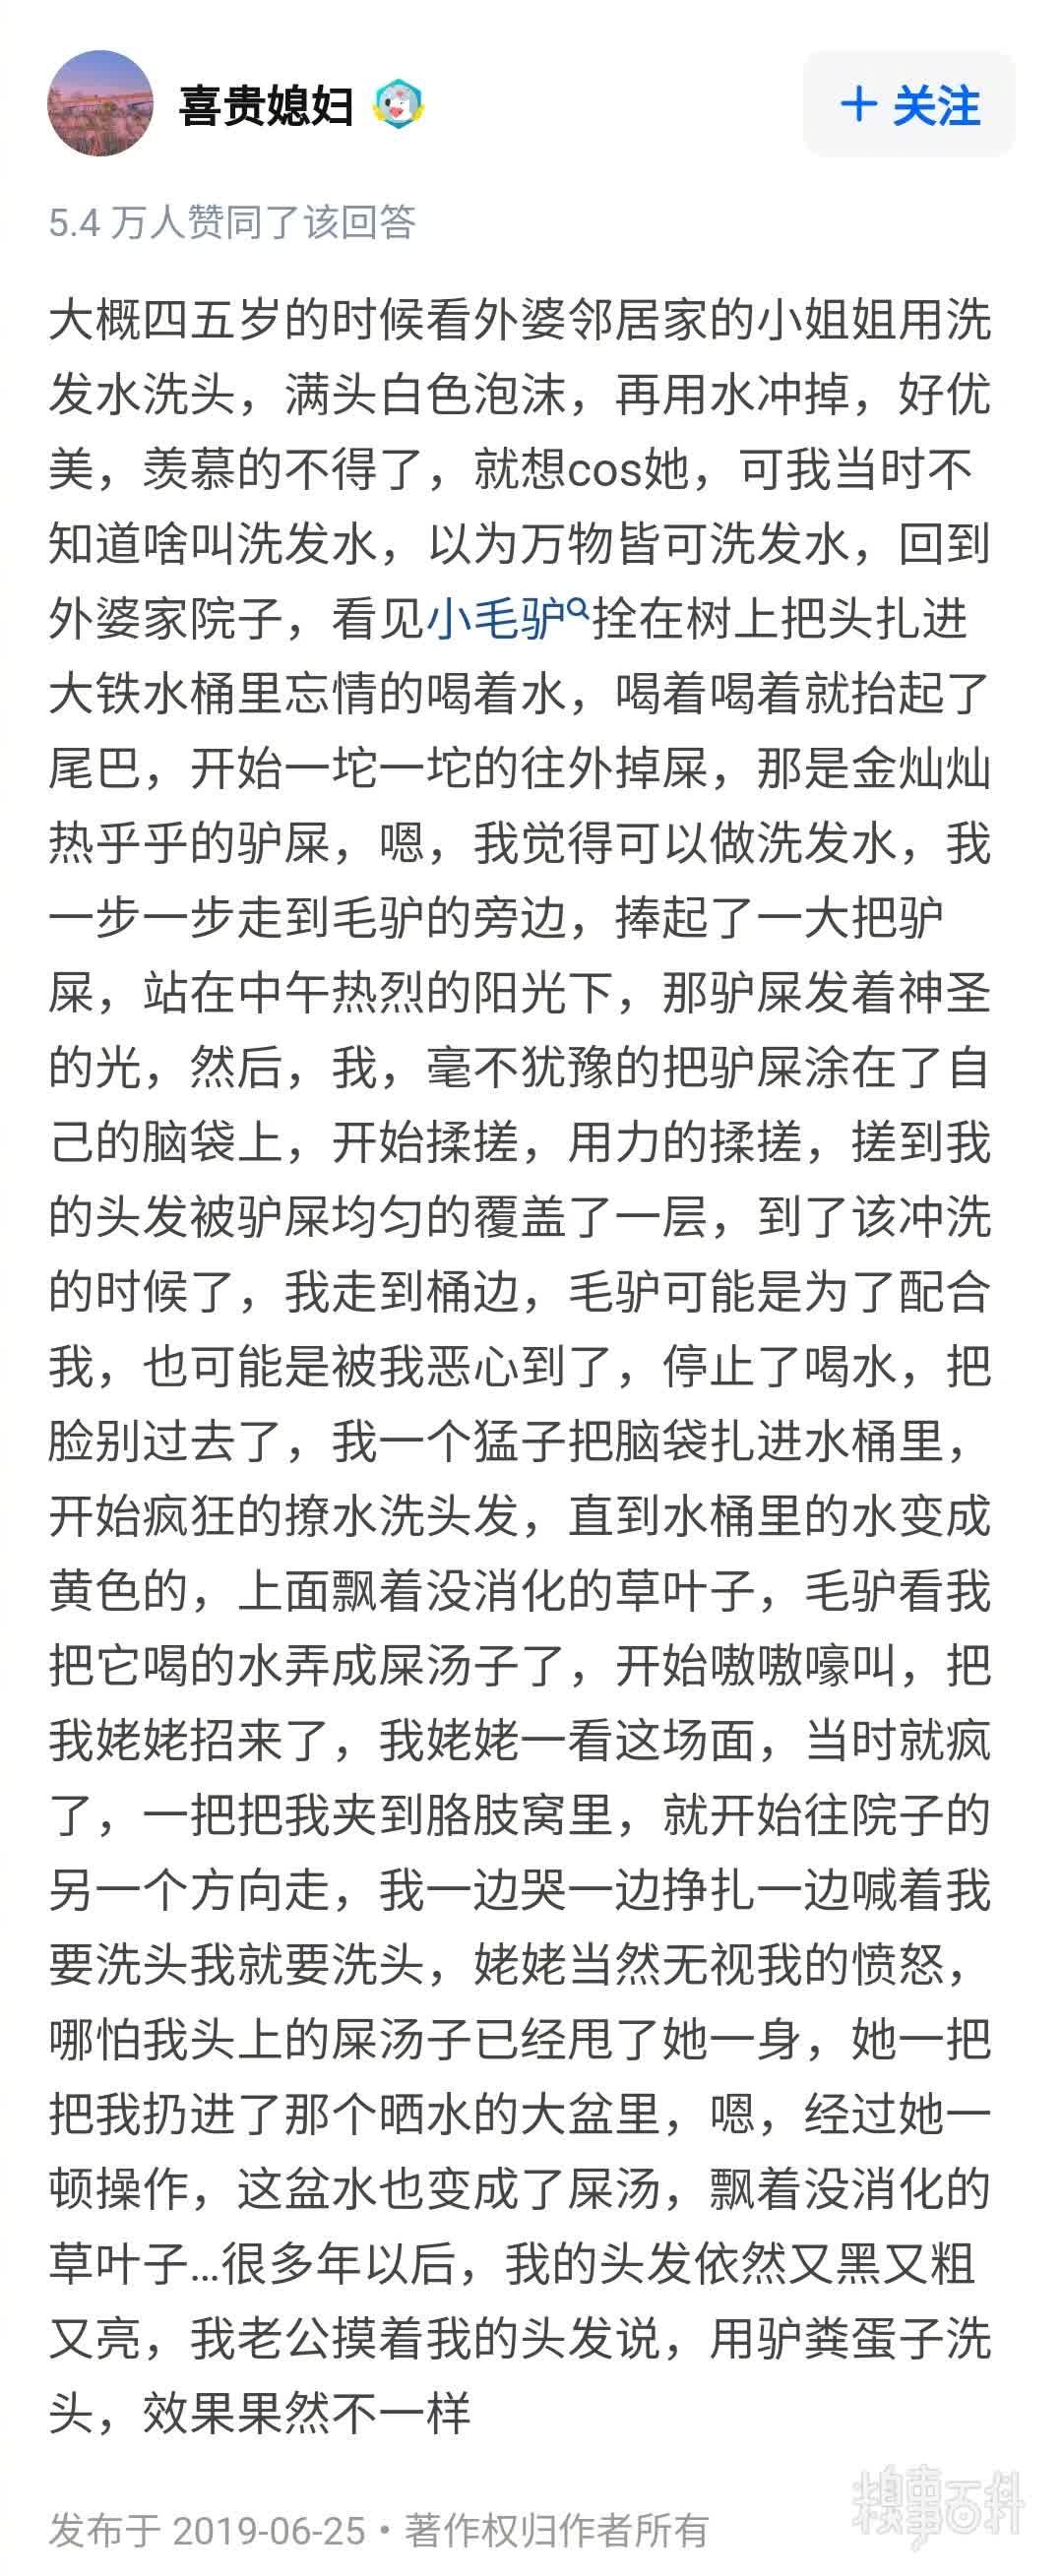 喜贵媳妇
+ 关注
5.4 万人赞同了该回答
大概四五岁的时候看外婆邻居家的小姐姐用洗
发水洗头，满头白色泡沫，再用水冲掉，好优
美，羡慕的不得了，就想cos她，可我当时不
知道啥叫洗发水，以为万物皆可洗发水，回到
外婆家院子，看见小毛驴拴在树上把头扎进
大铁水桶里忘情的喝着水，喝着喝着就抬起了
尾巴，开始一坨一坨的往外掉屎，那是金灿灿
热乎乎的驴屎，嗯，我觉得可以做洗发水，我
一步一步走到毛驴的旁边，捧起了一大把驴
屎，站在中午热烈的阳光下，那驴屎发着神圣
的光，然后，我，毫不犹豫的把驴屎涂在了自
己的脑袋上，开始揉搓，用力的揉搓，搓到我
的头发被驴屎均匀的覆盖了一层，到了该冲洗
的时候了，我走到桶边，毛驴可能是为了配合
我，也可能是被我恶心到了，停止了喝水，把
脸别过去了，我一个猛子把脑袋扎进水桶里，
开始疯狂的撩水洗头发，直到水桶里的水变成
黄色的，上面飘着没消化的草叶子，毛驴看我
把它喝的水弄成屎汤子了，开始嗷嗷嚎叫，把
我姥姥招来了，我姥姥一看这场面，当时就疯
了，一把把我夹到胳肢窝里，就开始往院子的
另一个方向走，我一边哭一边挣扎一边喊着我
要洗头我就要洗头，姥姥当然无视我的愤怒，
哪怕我头上的屎汤子已经甩了她一身，她一把
把我扔进了那个晒水的大盆里，嗯，经过她一
顿操作，这盆水也变成了屎汤，飘着没消化的
草叶子...很多年以后，我的头发依然又黑又粗
又亮，我老公摸着我的头发说，用驴粪蛋子洗
头，效果果然不一样
发布于 2019-06-25 · 著作权归作者所有
糗事百科